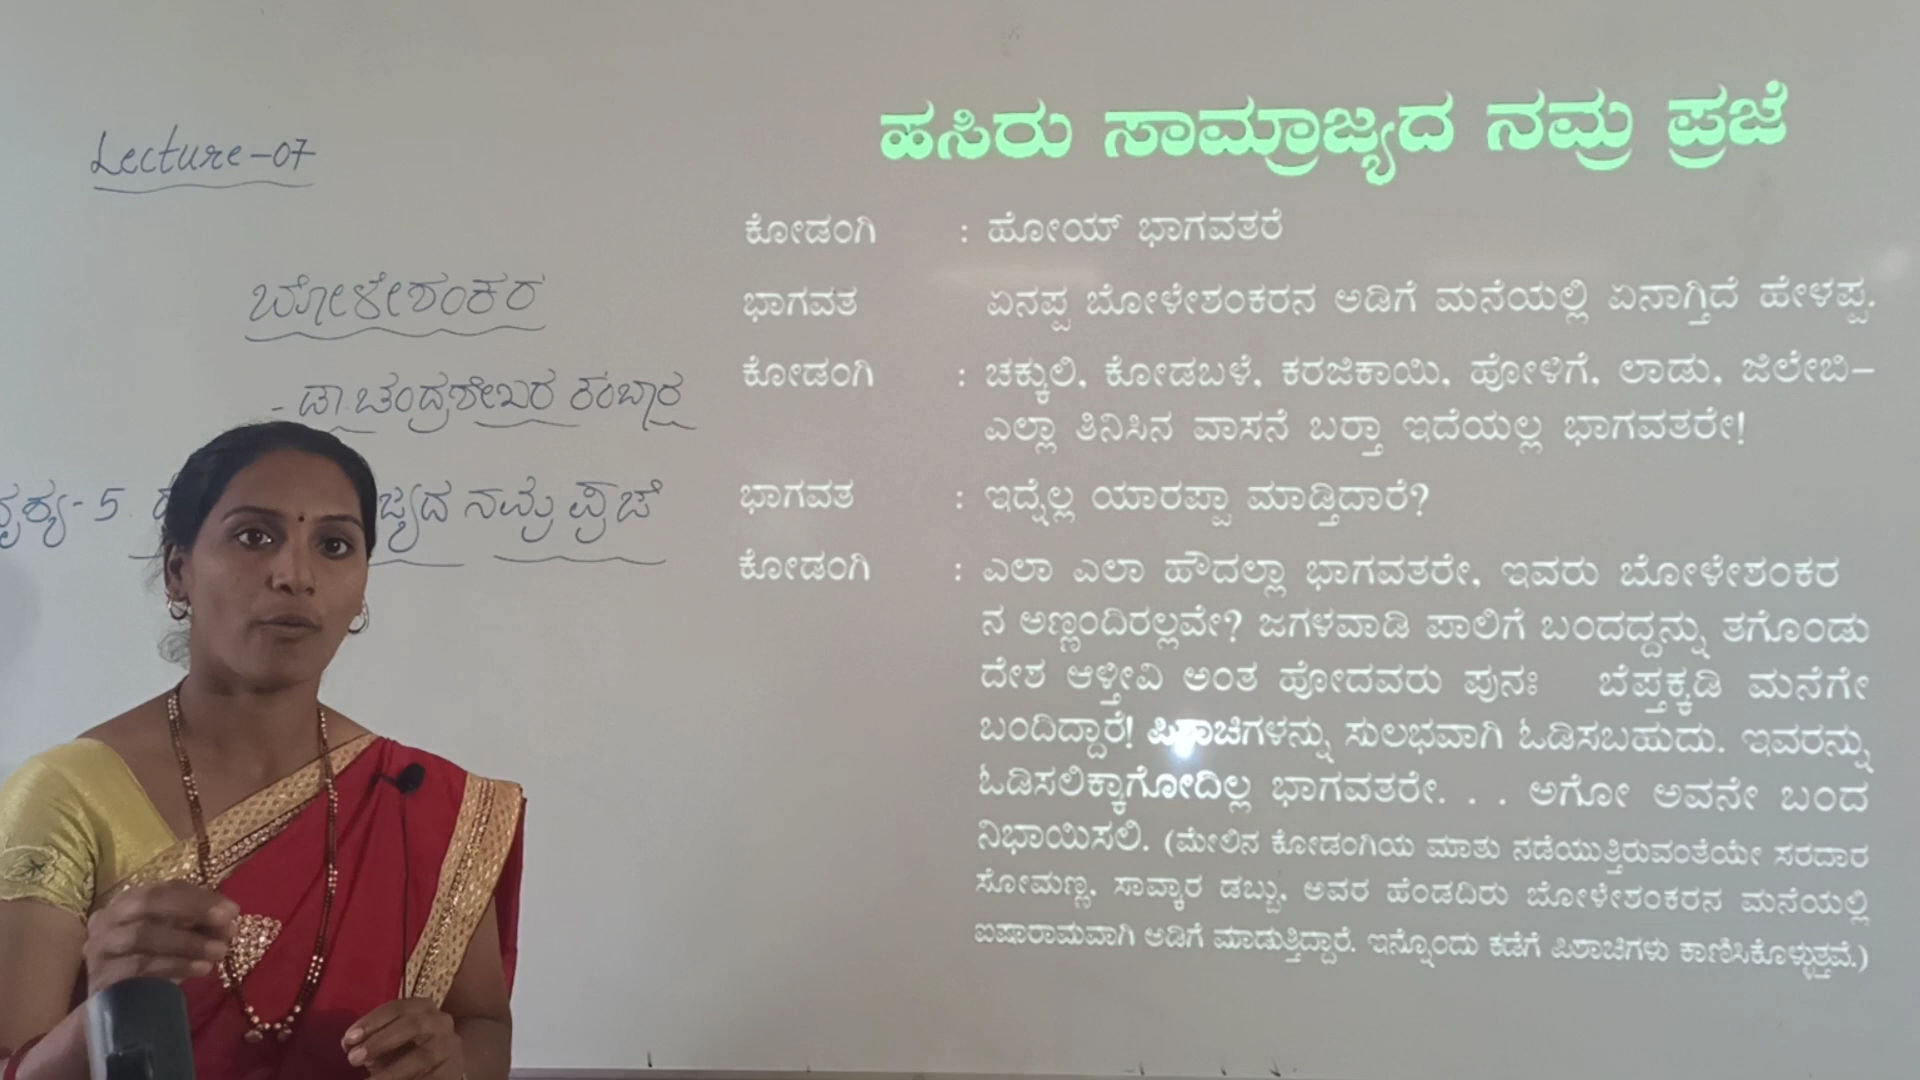 Lecture-07
ಬೋಳೇಶಂಕರ
- ಡಾ. ಚಂದ್ರಶೇಖರ ಕಂಬಾರ
ದೃಶ್ಯ-5. ಜ್ಯದ ನಮ್ರ ಪ್ರಜೆ
ಹಸಿರು ಸಾಮ್ರಾಜ್ಯದ ನಮ್ರ ಪ್ರಜೆ
ಕೋಡಂಗಿ : ಹೋಯ್ ಭಾಗವತರೆ
ಭಾಗವತ ಏನಪ್ಪ ಬೋಳೇಶಂಕರನ ಅಡಿಗೆ ಮನೆಯಲ್ಲಿ ಏನಾಗ್ತಿದೆ ಹೇಳಪ್ಪ.
ಕೋಡಂಗಿ : ಚಕ್ಕುಲಿ, ಕೋಡಬಳೆ, ಕರಜಿಕಾಯಿ, ಹೋಳಿಗೆ, ಲಾಡು, ಜಿಲೇಬಿ–
ಎಲ್ಲಾ ತಿನಿಸಿನ ವಾಸನೆ ಬರ‍್ತಾ ಇದೆಯಲ್ಲ ಭಾಗವತರೇ!
ಭಾಗವತ : ಇದ್ನೆಲ್ಲ ಯಾರಪ್ಪಾ ಮಾಡ್ತಿದಾರೆ?
ಕೋಡಂಗಿ : ಎಲಾ ಎಲಾ ಹೌದಲ್ಲಾ ಭಾಗವತರೇ, ಇವರು ಬೋಳೇಶಂಕರ
ನ ಅಣ್ಣಂದಿರಲ್ಲವೇ? ಜಗಳವಾಡಿ ಪಾಲಿಗೆ ಬಂದದ್ದನ್ನು ತಗೊಂಡು
ದೇಶ ಆಳ್ತೀವಿ ಅಂತ ಹೋದವರು ಪುನಃ ಬೆಪ್ತಕ್ಕಡಿ ಮನೆಗೇ
ಬಂದಿದ್ದಾರೆ! ಪಿಶಾಚಿಗಳನ್ನು ಸುಲಭವಾಗಿ ಓಡಿಸಬಹುದು. ಇವರನ್ನು
ಓಡಿಸಲಿಕ್ಕಾಗೋದಿಲ್ಲ ಭಾಗವತರೇ. . . ಅಗೋ ಅವನೇ ಬಂದ
ನಿಭಾಯಿಸಲಿ. (ಮೇಲಿನ ಕೋಡಂಗಿಯ ಮಾತು ನಡೆಯುತ್ತಿರುವಂತೆಯೇ ಸರದಾರ
ಸೋಮಣ್ಣ, ಸಾವ್ಕಾರ ಡಬ್ಬು, ಅವರ ಹೆಂಡದಿರು ಬೋಳೇಶಂಕರನ ಮನೆಯಲ್ಲಿ
ಐಷಾರಾಮವಾಗಿ ಅಡಿಗೆ ಮಾಡುತ್ತಿದ್ದಾರೆ. ಇನ್ನೊಂದು ಕಡೆಗೆ ಪಿಶಾಚಿಗಳು ಕಾಣಿಸಿಕೊಳ್ಳುತ್ತವೆ.)